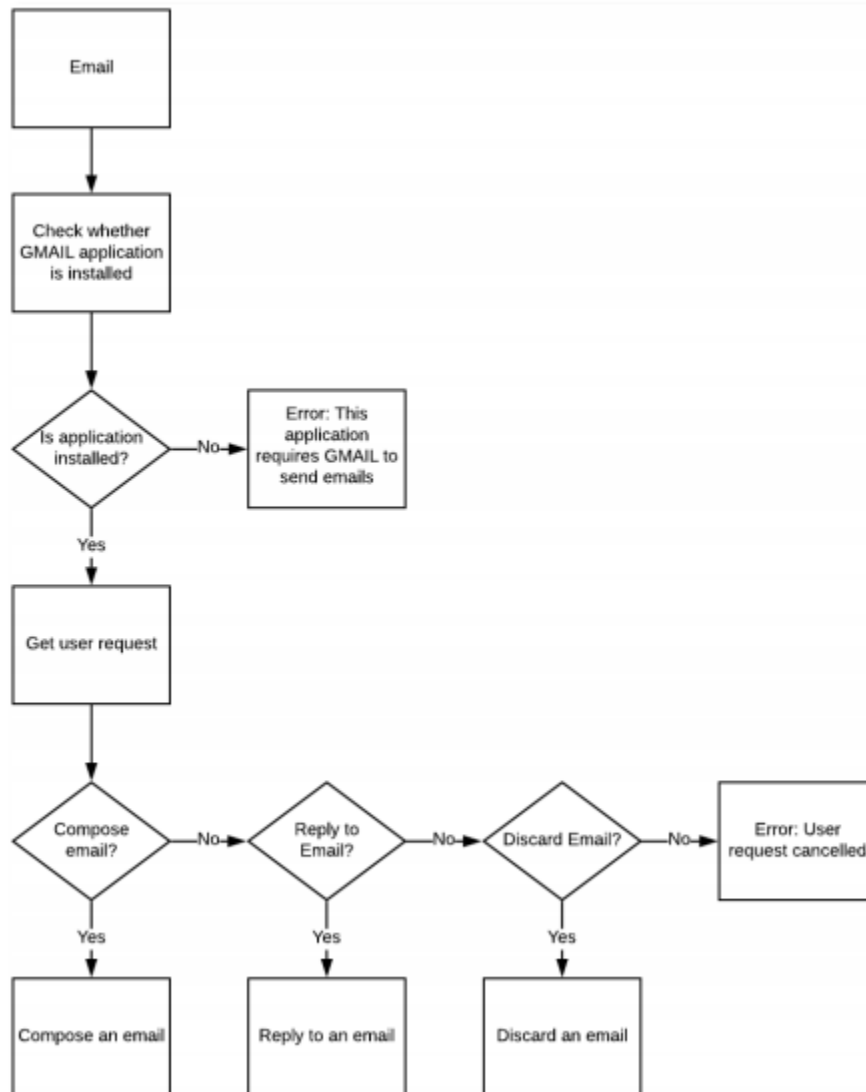 Email
Check whether
GMAIL application
is installed
Is application
installed?
No
Error: This
application
requires GMAIL to
send emails
Yes
Get user request
Compose
email?
No
Reply to
Email?
No
Discard Email?
No
Error: User
request cancelled
Yes
Yes
Yes
Compose an email
Reply to an email
Discard an email